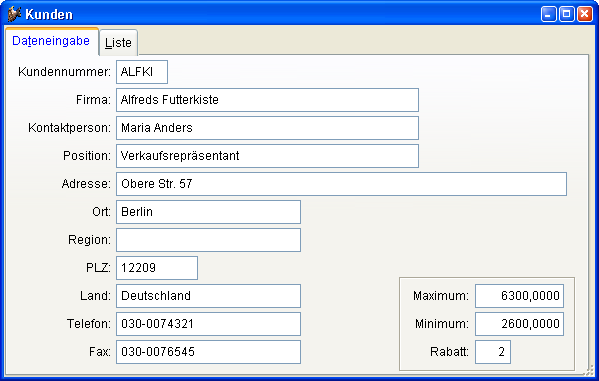 Kunden
Dateneingabe Liste
Kundennummer: ALFKI
Firma: Alfreds Futterkiste
Kontaktperson: Maria Anders
Position: Verkaufsrepräsentant
Adresse: Obere Str. 57
Ort: Berlin
Region:
PLZ: 12209
Land: Deutschland
Telefon: 030-0074321
Fax: 030-0076545
Maximum: 6300,0000
Minimum: 2600,0000
Rabatt: 2